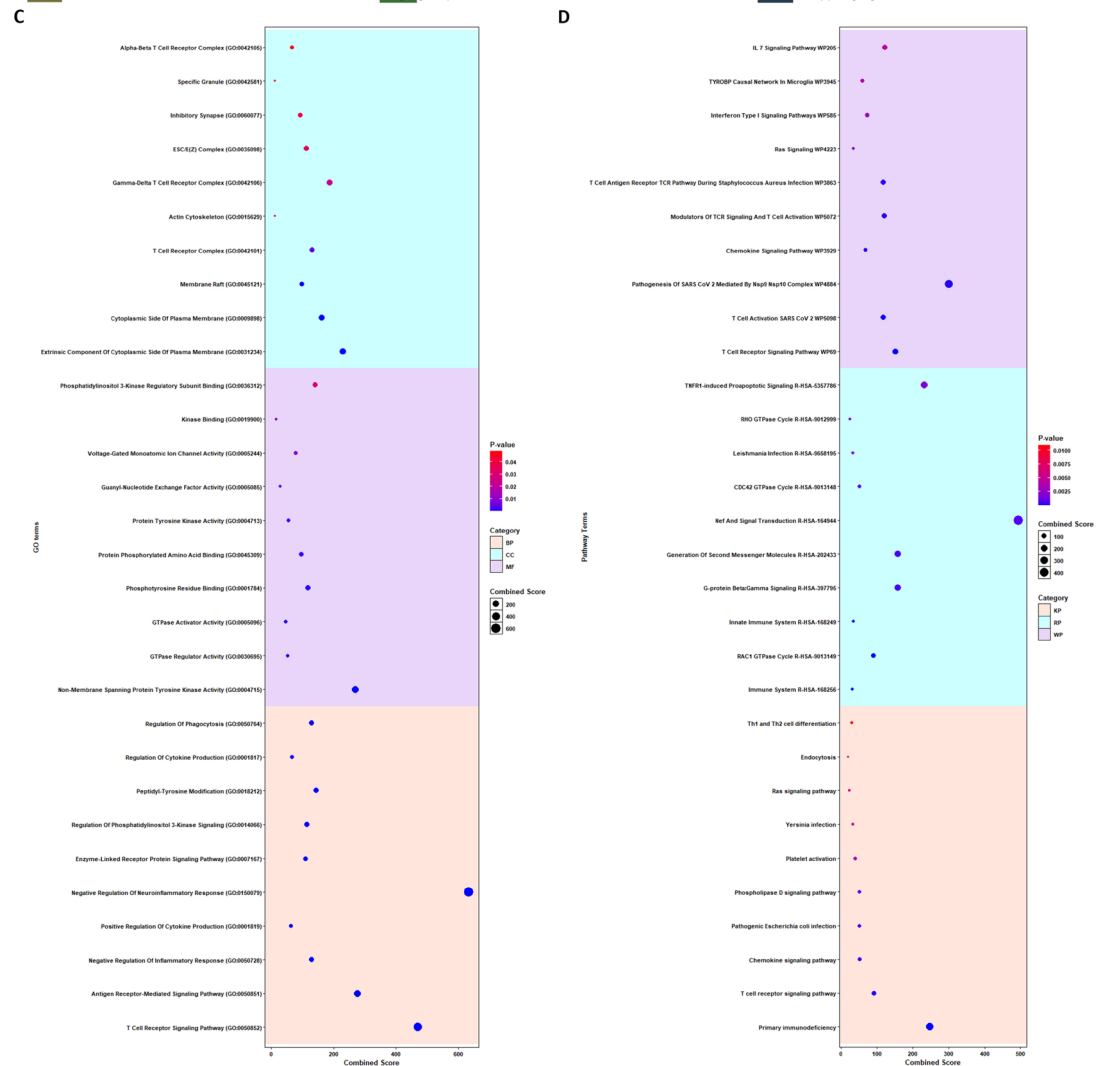 C
Alpha-Beta T Cell Receptor Complex (GO:0042105)
Specific Granule (GO:0042581)
Inhibitory Synapse (GO:0060077)
ESC/E(Z) Complex (GO:0035098)
Gamma-Delta T Cell Receptor Complex (GO:0042106)
Actin Cytoskeleton (GO:0015629)
T Cell Receptor Complex (GO:0042101)
Membrane Raft (GO:0045121)
Cytoplasmic Side Of Plasma Membrane (GO:0009898)
Extrinsic Component Of Cytoplasmic Side Of Plasma Membrane (GO:0031234)
Phosphatidylinositol 3-Kinase Regulatory Subunit Binding (GO:0036312)
Kinase Binding (GO:0019900)
Voltage-Gated Monoatomic Ion Channel Activity (GO:0005244)
Guanyl-Nucleotide Exchange Factor Activity (GO:0005085)
Protein Tyrosine Kinase Activity (GO:0004713)
Protein Phosphorylated Amino Acid Binding (GO:0045309)
Phosphotyrosine Residue Binding (GO:0001784)
GTPase Activator Activity (GO:0005096)
GTPase Regulator Activity (GO:0030695)
Non-Membrane Spanning Protein Tyrosine Kinase Activity (GO:0004715)
Regulation Of Phagocytosis (GO:0050764)
Regulation Of Cytokine Production (GO:0001817)
Peptidyl-Tyrosine Modification (GO:0018212)
Regulation Of Phosphatidylinositol 3-Kinase Signaling (GO:0014066)
Enzyme-Linked Receptor Protein Signaling Pathway (GO:0007167)
Negative Regulation Of Neuroinflammatory Response (GO:0150079)
Positive Regulation Of Cytokine Production (GO:0001819)
Negative Regulation Of Inflammatory Response (GO:0050728)
Antigen Receptor-Mediated Signaling Pathway (GO:0050851)
T Cell Receptor Signaling Pathway (GO:0050852)
GO terms
0 200 400 600
Combined Score
P-value
0.04
0.03
0.02
0.01
Category
BP
CC
MF
Combined Score
200
400
600
D
IL 7 Signaling Pathway WP205
TYROBP Causal Network In Microglia WP3945
Interferon Type I Signaling Pathways WP585
Ras Signaling WP4223
T Cell Antigen Receptor TCR Pathway During Staphylococcus Aureus Infection WP3863
Modulators Of TCR Signaling And T Cell Activation WP5072
Chemokine Signaling Pathway WP3929
Pathogenesis Of SARS CoV 2 Mediated By Nsp9 Nsp10 Complex WP4884
T Cell Activation SARS CoV 2 WP5098
T Cell Receptor Signaling Pathway WP69
TNFR1-induced Proapoptotic Signaling R-HSA-5357786
RHO GTPase Cycle R-HSA-9012999
Leishmania Infection R-HSA-9658195
CDC42 GTPase Cycle R-HSA-9013148
Nef And Signal Transduction R-HSA-164944
Generation Of Second Messenger Molecules R-HSA-202433
G-protein Beta:Gamma Signaling R-HSA-397795
Innate Immune System R-HSA-168249
RAC1 GTPase Cycle R-HSA-9013149
Immune System R-HSA-168256
Th1 and Th2 cell differentiation
Endocytosis
Ras signaling pathway
Yersinia infection
Platelet activation
Phospholipase D signaling pathway
Pathogenic Escherichia coli infection
Chemokine signaling pathway
T cell receptor signaling pathway
Primary immunodeficiency
Pathway Terms
0 100 200 300 400 500
Combined Score
P-value
0.0100
0.0075
0.0050
0.0025
Combined Score
100
200
300
400
Category
KP
RP
WP